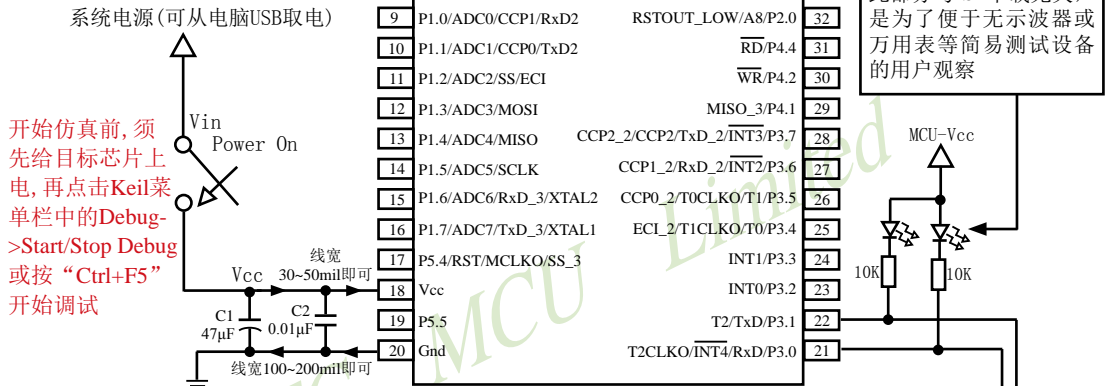 系统电源(可从电脑USB取电)
Vin
Power On
开始仿真前,须
先给目标芯片上
电,再点击Keil菜
单栏中的Debug-
>Start/Stop Debug
或按“Ctrl+F5”
开始调试
Vcc
线宽
30~50mil即可
C1
47μF
C2
0.01μF
线宽100~200mil即可
9 P1.0/ADC0/CCP1/RxD2
10 P1.1/ADC1/CCP0/TxD2
11 P1.2/ADC2/SS/ECI
12 P1.3/ADC3/MOSI
13 P1.4/ADC4/MISO
14 P1.5/ADC5/SCLK
15 P1.6/ADC6/RxD_3/XTAL2
16 P1.7/ADC7/TxD_3/XTAL1
17 P5.4/RST/MCLKO/SS_3
18 Vcc
19 P5.5
20 Gnd
RSTOUT_LOW/A8/P2.0 32
RD/P4.4 31
WR/P4.2 30
MISO_3/P4.1 29
CCP2_2/CCP2/TxD_2/INT3/P3.7 28
CCP1_2/RxD_2/INT2/P3.6 27
CCP0_2/T0CLKO/T1/P3.5 26
ECI_2/T1CLKO/T0/P3.4 25
INT1/P3.3 24
INT0/P3.2 23
T2/TxD/P3.1 22
T2CLKO/INT4/RxD/P3.0 21
是为了便于无示波器或
万用表等简易测试设备
的用户观察
MCU-Vcc
10K
10K
MCU Limited